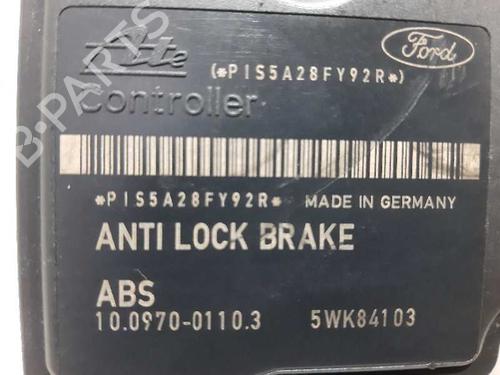 Ate
Ford
(*PIS5A28FY92R*)
Controller
*PIS5A28FY92R* MADE IN GERMANY
ANTI LOCK BRAKE
ABS
10.0970-0110.3 5WK84103
B-PARTS